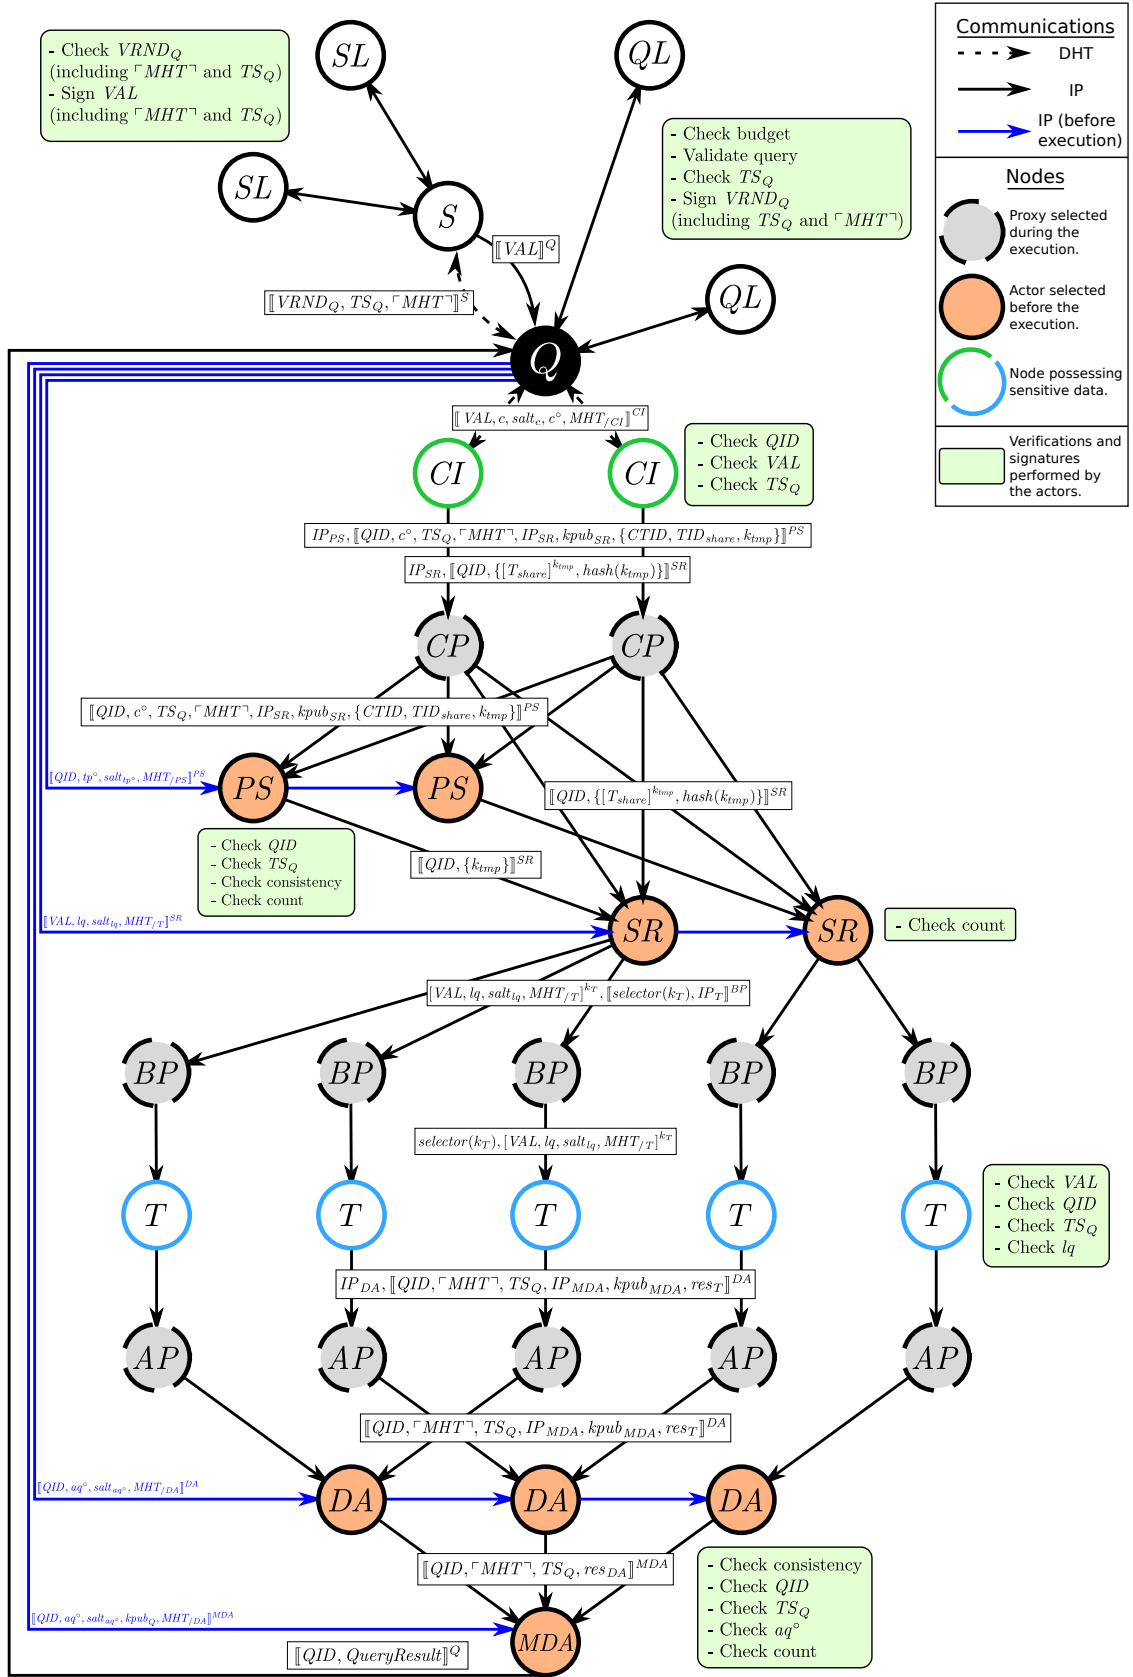 - Check VRND_Q
(including ⌜MHT⌝ and TS_Q)
- Sign VAL
(including ⌜MHT⌝ and TS_Q)
SL
QL
Communications
DHT
IP
IP (before
execution)
- Check budget
- Validate query
- Check TS_Q
- Sign VRND_Q
(including TS_Q and ⌜MHT⌝)
SL
S
⟦VAL⟧^Q
⟦VRND_Q, TS_Q, ⌜MHT⌝⟧^S
QL
Nodes
Proxy selected
during the
execution.
Actor selected
before the
execution.
Node possessing
sensitive data.
Verifications and
signatures
performed by
the actors.
Q
⟦VAL, c, salt_c, c°, MHT_/CI⟧^CI
CI
CI
- Check QID
- Check VAL
- Check TS_Q
IP_PS, ⟦QID, c°, TS_Q, ⌜MHT⌝, IP_SR, kpub_SR, {CTID, TID_share, k_tmp}⟧^PS
IP_SR, ⟦QID, {[T_share]^k_tmp, hash(k_tmp)}⟧^SR
CP
CP
⟦QID, c°, TS_Q, ⌜MHT⌝, IP_SR, kpub_SR, {CTID, TID_share, k_tmp}⟧^PS
⟦QID, tp°, salt_tp°, MHT_/PS⟧^PS
PS
PS
⟦QID, {[T_share]^k_tmp, hash(k_tmp)}⟧^SR
- Check QID
- Check TS_Q
- Check consistency
- Check count
⟦QID, {k_tmp}⟧^SR
⟦VAL, lq, salt_lq, MHT_/T⟧^SR
SR
SR
- Check count
[VAL, lq, salt_lq, MHT_/T]^k_T, ⟦selector(k_T), IP_T⟧^BP
BP
BP
BP
BP
BP
selector(k_T), [VAL, lq, salt_lq, MHT_/T]^k_T
T
T
T
T
T
- Check VAL
- Check QID
- Check TS_Q
- Check lq
IP_DA, ⟦QID, ⌜MHT⌝, TS_Q, IP_MDA, kpub_MDA, res_T⟧^DA
AP
AP
AP
AP
AP
⟦QID, ⌜MHT⌝, TS_Q, IP_MDA, kpub_MDA, res_T⟧^DA
⟦QID, aq°, salt_aq°, MHT_/DA⟧^DA
DA
DA
DA
⟦QID, ⌜MHT⌝, TS_Q, res_DA⟧^MDA
- Check consistency
- Check QID
- Check TS_Q
- Check aq°
- Check count
⟦QID, aq°, salt_aq°, kpub_Q, MHT_/DA⟧^MDA
MDA
⟦QID, QueryResult⟧^Q